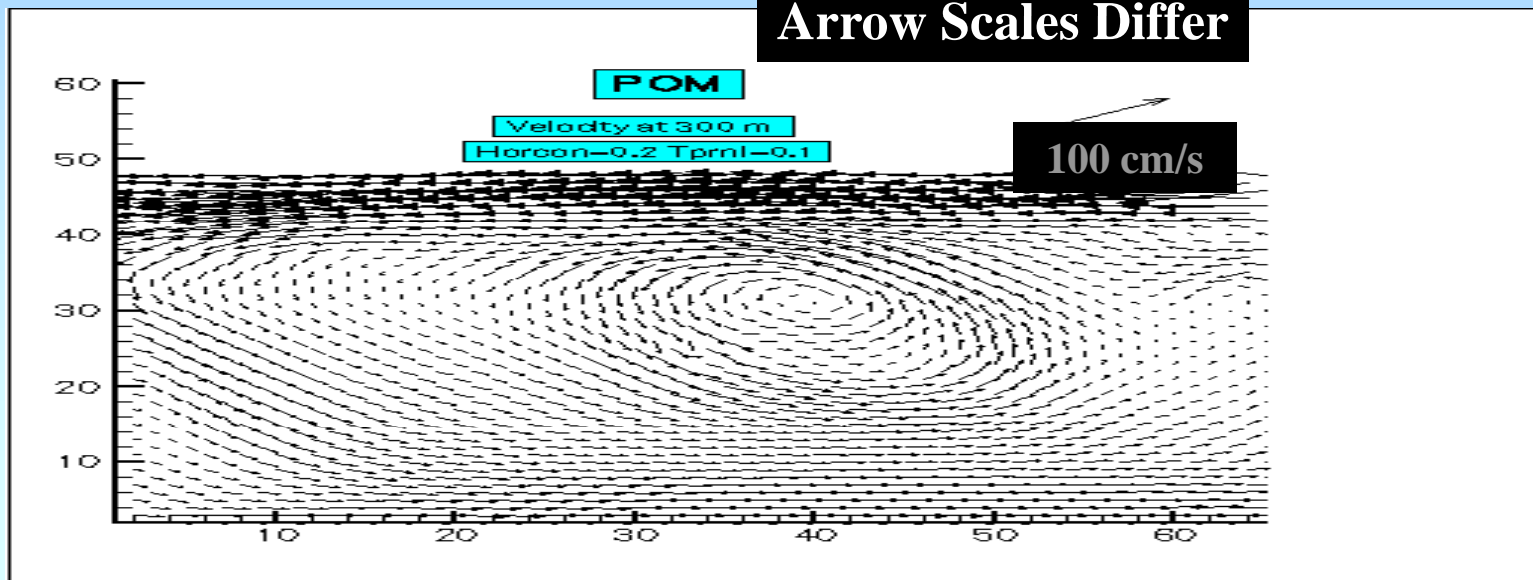 Arrow Scales Differ
POM
Velocity at 300 m
Horcon-0.2 Tprnl-0.1
100 cm/s
60
50
40
30
20
10
10 20 30 40 50 60